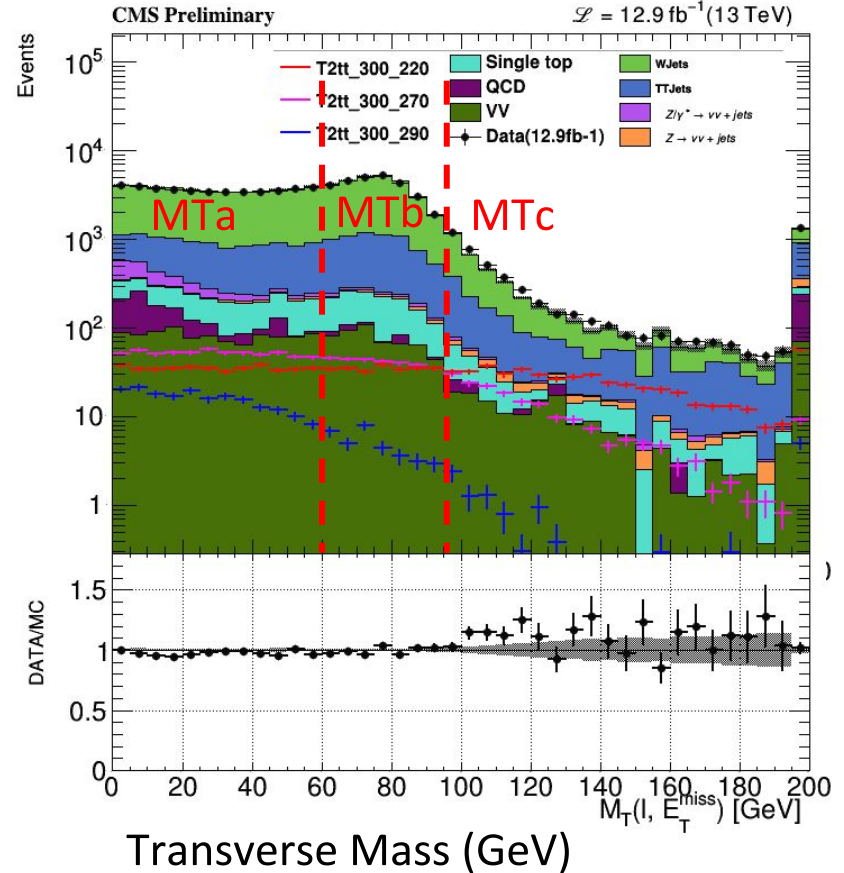 CMS Preliminary
ℒ = 12.9 fb⁻¹(13 TeV)
Events
10⁵
10⁴
10³
10²
10
1
T2tt_300_220
T2tt_300_270
T2tt_300_290
Single top
QCD
VV
Data(12.9fb-1)
WJets
TTJets
Z/γ* → νν + jets
Z → νν + jets
MTa
MTb
MTc
DATA/MC
1.5
1
0.5
0
0 20 40 60 80 100 120 140 160 180 200
M_T(l, E_T^miss) [GeV]
Transverse Mass (GeV)